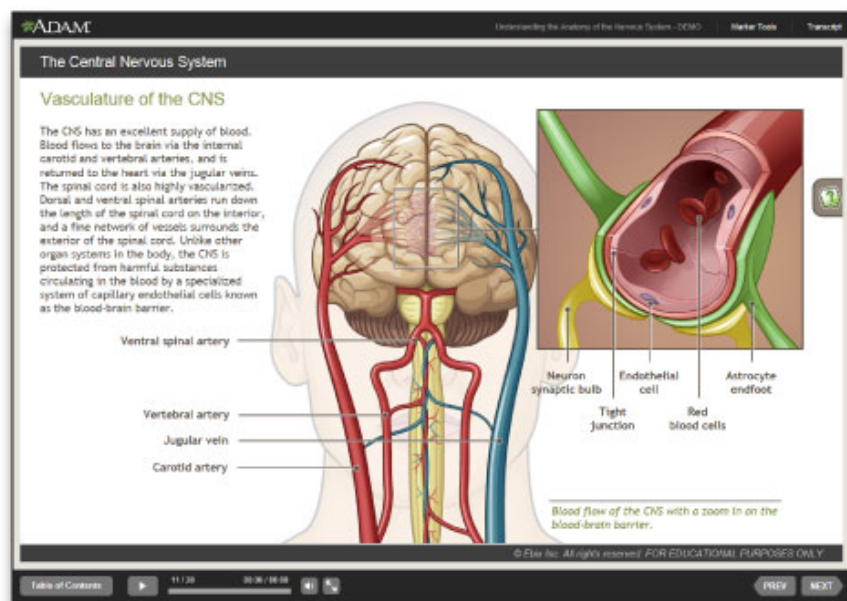 ADAM
Understanding the Anatomy of the Nervous System - DEMO
Marker Tools
Transcript
The Central Nervous System
Vasculature of the CNS
The CNS has an excellent supply of blood.
Blood flows to the brain via the internal
carotid and vertebral arteries, and is
returned to the heart via the jugular veins.
The spinal cord is also highly vascularized.
Dorsal and ventral spinal arteries run down
the length of the spinal cord on the interior,
and a fine network of vessels surrounds the
exterior of the spinal cord. Unlike other
organ systems in the body, the CNS is
protected from harmful substances
circulating in the blood by a specialized
system of capillary endothelial cells known
as the blood-brain barrier.
Ventral spinal artery
Vertebral artery
Jugular vein
Carotid artery
Neuron
synaptic bulb
Endothelial
cell
Astrocyte
endfoot
Tight
junction
Red
blood cells
Blood flow of the CNS with a zoom in on the
blood-brain barrier.
© Ebix Inc. All rights reserved. FOR EDUCATIONAL PURPOSES ONLY
Table of Contents
PREV
NEXT